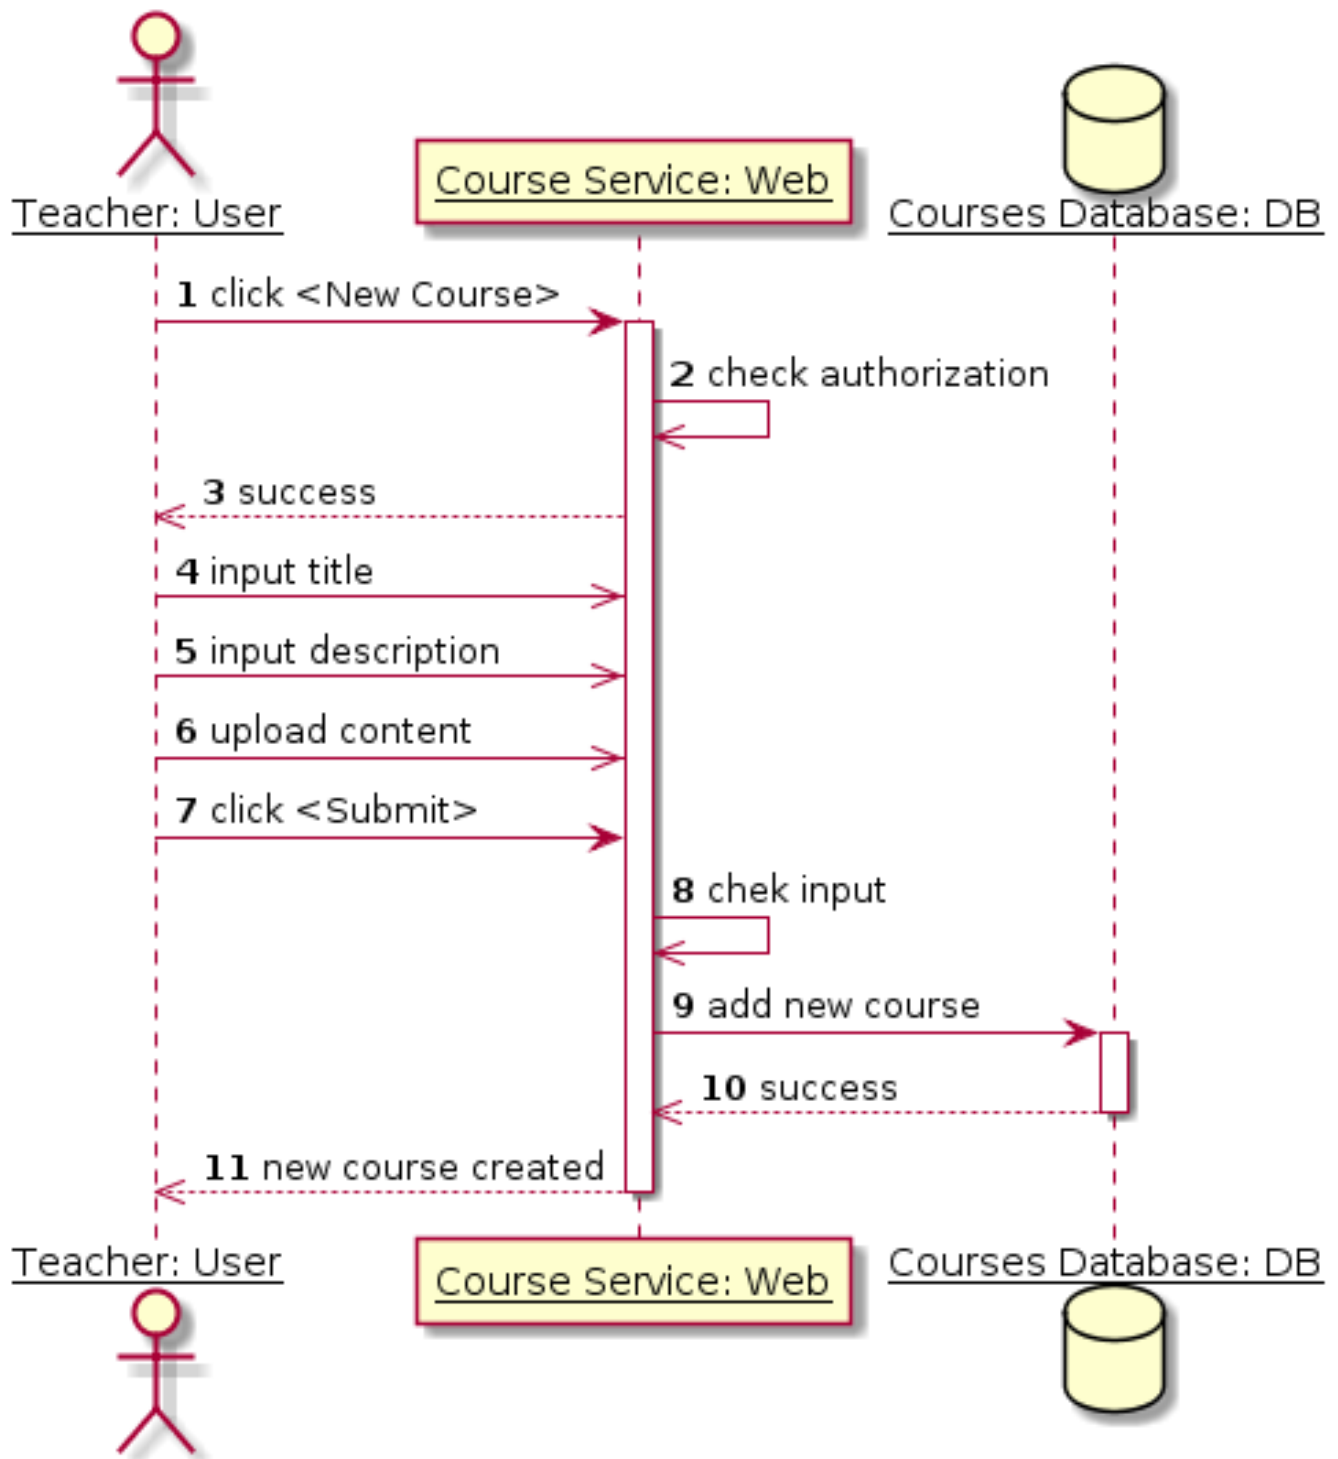 Teacher: User
Course Service: Web
Courses Database: DB
1 click <New Course>
2 check authorization
3 success
4 input title
5 input description
6 upload content
7 click <Submit>
8 chek input
9 add new course
10 success
11 new course created
Teacher: User
Course Service: Web
Courses Database: DB